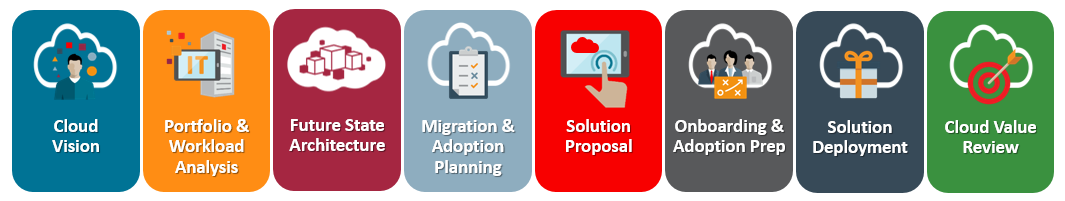 IT
Cloud
Vision
Portfolio &
Workload
Analysis
Future State
Architecture
Migration &
Adoption
Planning
Solution
Proposal
Onboarding &
Adoption Prep
Solution
Deployment
Cloud Value
Review